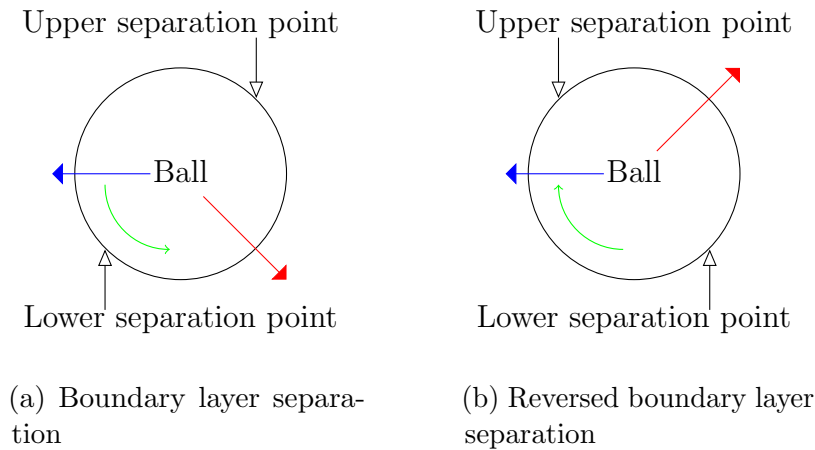 Upper separation point
Ball
Lower separation point
(a) Boundary layer separa-
tion
Upper separation point
Ball
Lower separation point
(b) Reversed boundary layer
separation